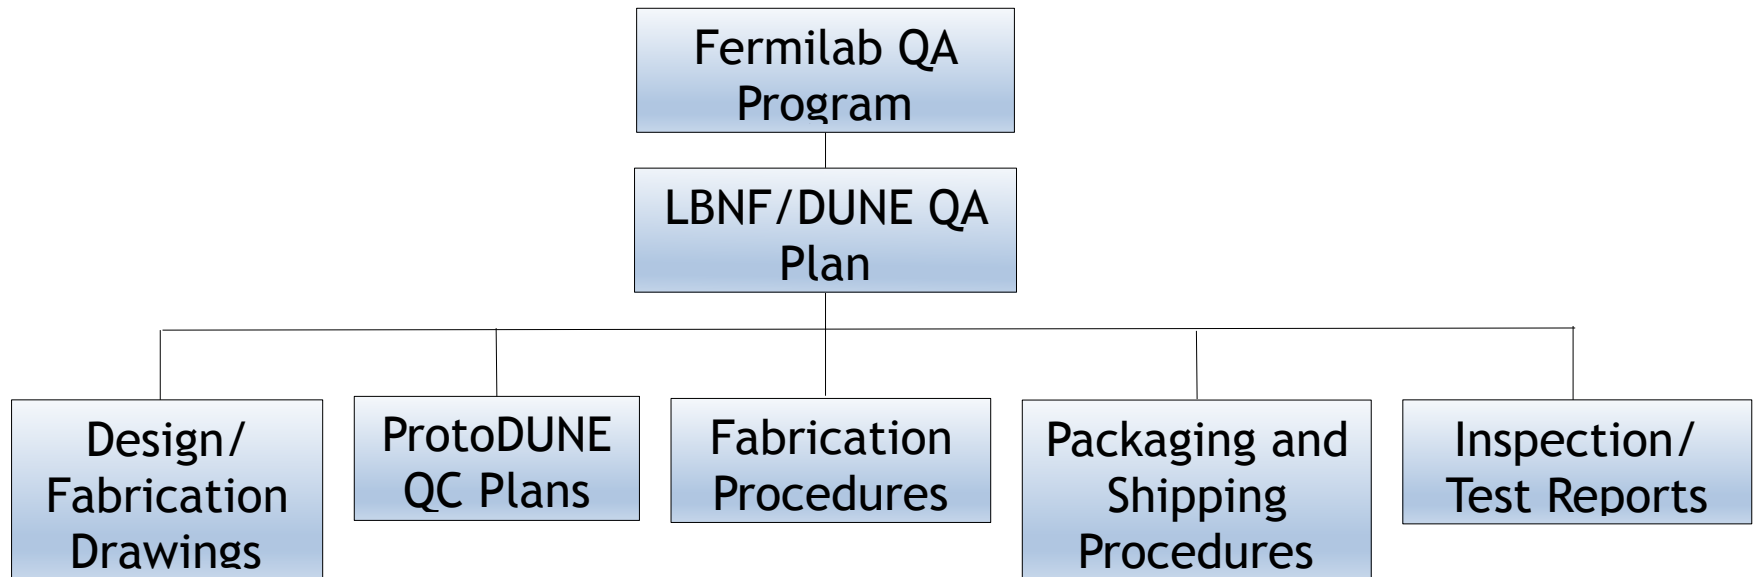 Fermilab QA
Program
LBNF/DUNE QA
Plan
Design/
Fabrication
Drawings
ProtoDUNE
QC Plans
Fabrication
Procedures
Packaging and
Shipping
Procedures
Inspection/
Test Reports